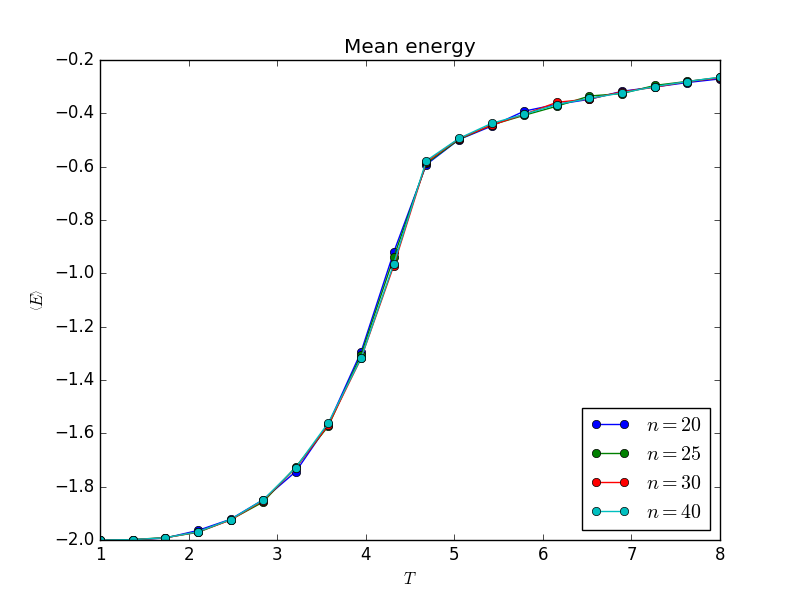 Mean energy
−0.2
−0.4
−0.6
−0.8
−1.0
−1.2
−1.4
−1.6
−1.8
−2.0
⟨E⟩
n = 20
n = 25
n = 30
n = 40
1 2 3 4 5 6 7 8
T